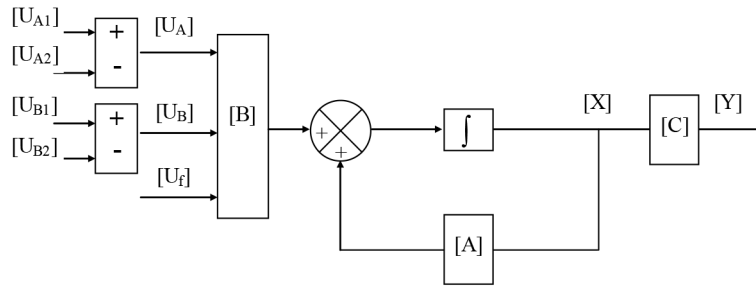 [U_A1]
+
[U_A]
[U_A2]
-
[U_B1]
+
[U_B]
[U_B2]
-
[U_f]
[B]
+
+
∫
[X]
[C]
[Y]
[A]